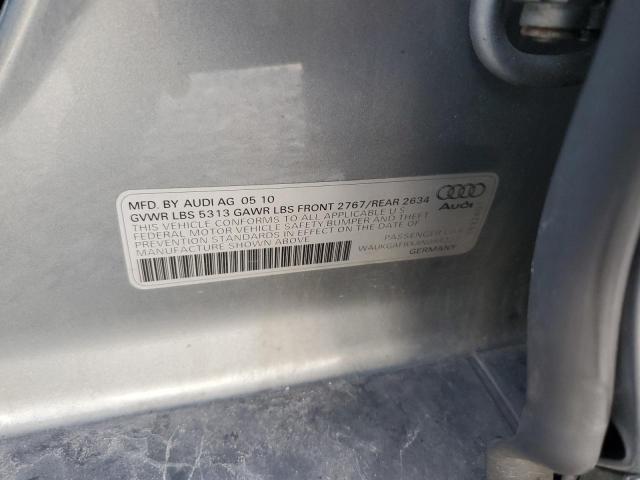 MFD. BY AUDI AG 05 10
GVWR LBS 5313 GAWR LBS FRONT 2767/REAR 2634
THIS VEHICLE CONFORMS TO ALL APPLICABLE U.S.
FEDERAL MOTOR VEHICLE SAFETY BUMPER AND THEFT
PREVENTION STANDARDS IN EFFECT ON THE DATE OF
MANUFACTURE SHOWN ABOVE
Audi
PASSENGER
GERMANY